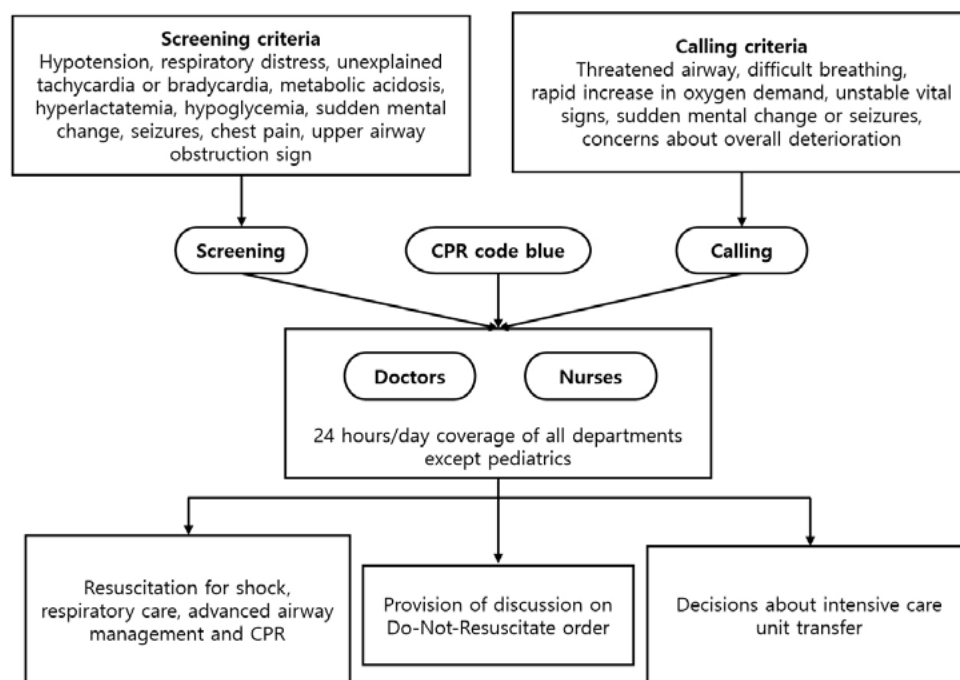 Screening criteria
Hypotension, respiratory distress, unexplained
tachycardia or bradycardia, metabolic acidosis,
hyperlactatemia, hypoglycemia, sudden mental
change, seizures, chest pain, upper airway
obstruction sign
Calling criteria
Threatened airway, difficult breathing,
rapid increase in oxygen demand, unstable vital
signs, sudden mental change or seizures,
concerns about overall deterioration
Screening
CPR code blue
Calling
Doctors
Nurses
24 hours/day coverage of all departments
except pediatrics
Resuscitation for shock,
respiratory care, advanced airway
management and CPR
Provision of discussion on
Do-Not-Resuscitate order
Decisions about intensive care
unit transfer